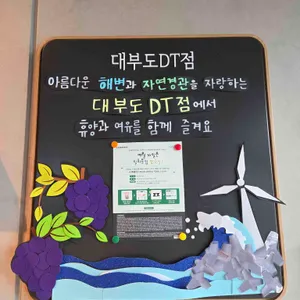 대부도DT점
아름다운 해변과 자연경관을 자랑하는
대부도 DT점에서
휴양과 여유를 함께 즐겨요